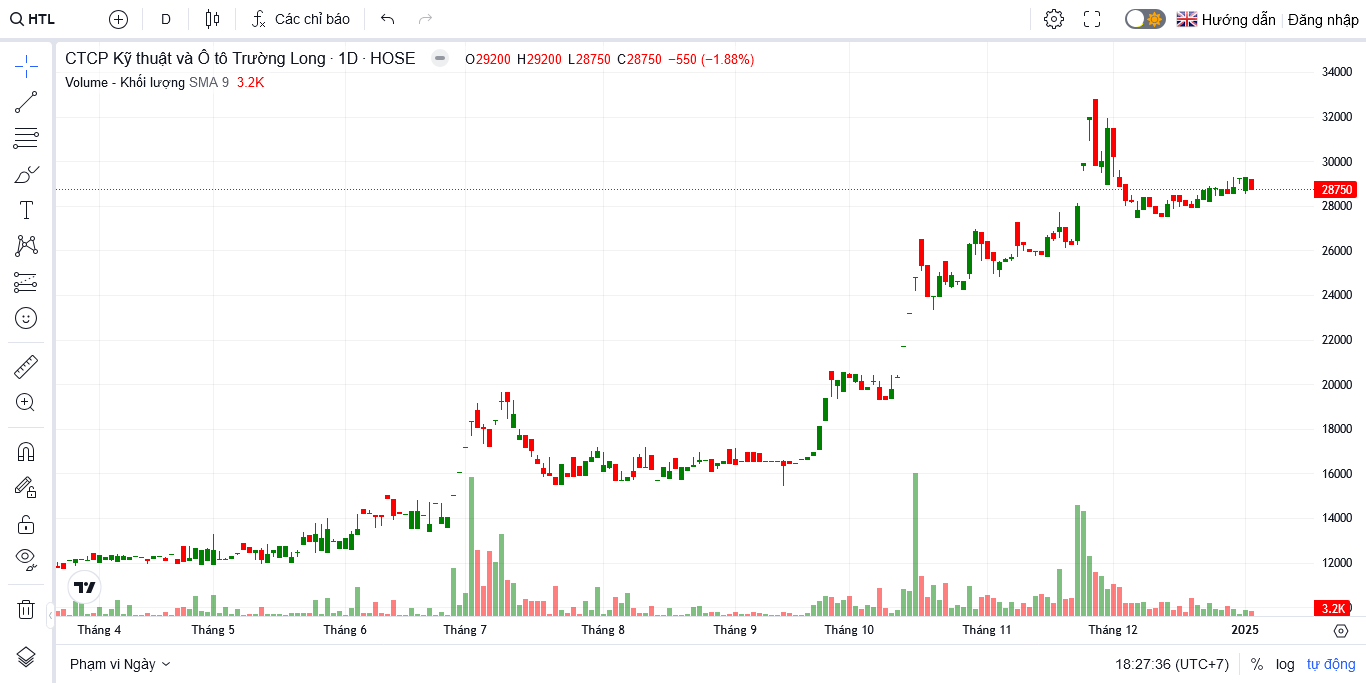 HTL D Các chỉ báo Hướng dẫn Đăng nhập
CTCP Kỹ thuật và Ô tô Trường Long · 1D · HOSE O29200 H29200 L28750 C28750 −550 (−1.88%)
Volume - Khối lượng SMA 9 3.2K
34000
32000
30000
28750
28000
26000
24000
22000
20000
18000
16000
14000
12000
3.2K
Tháng 4 Tháng 5 Tháng 6 Tháng 7 Tháng 8 Tháng 9 Tháng 10 Tháng 11 Tháng 12 2025
Phạm vi Ngày 18:27:36 (UTC+7) % log tự động